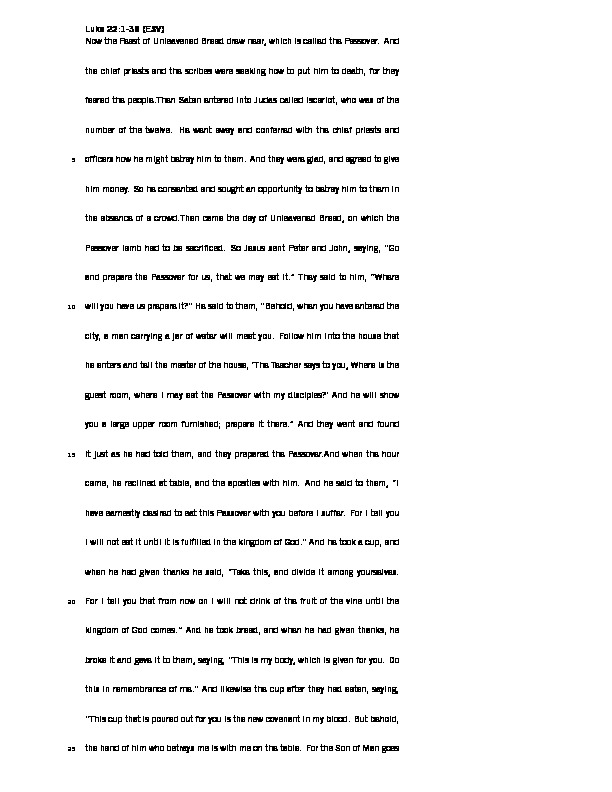 Luke 22:1-38 (ESV)
Now the Feast of Unleavened Bread drew near, which is called the Passover. And
the chief priests and the scribes were seeking how to put him to death, for they
feared the people.Then Satan entered into Judas called Iscariot, who was of the
number of the twelve. He went away and conferred with the chief priests and
5 officers how he might betray him to them. And they were glad, and agreed to give
him money. So he consented and sought an opportunity to betray him to them in
the absence of a crowd.Then came the day of Unleavened Bread, on which the
Passover lamb had to be sacrificed. So Jesus sent Peter and John, saying, "Go
and prepare the Passover for us, that we may eat it." They said to him, "Where
10 will you have us prepare it?" He said to them, "Behold, when you have entered the
city, a man carrying a jar of water will meet you. Follow him into the house that
he enters and tell the master of the house, 'The Teacher says to you, Where is the
guest room, where I may eat the Passover with my disciples?' And he will show
you a large upper room furnished; prepare it there." And they went and found
15 it just as he had told them, and they prepared the Passover.And when the hour
came, he reclined at table, and the apostles with him. And he said to them, "I
have earnestly desired to eat this Passover with you before I suffer. For I tell you
I will not eat it until it is fulfilled in the kingdom of God." And he took a cup, and
when he had given thanks he said, "Take this, and divide it among yourselves.
20 For I tell you that from now on I will not drink of the fruit of the vine until the
kingdom of God comes." And he took bread, and when he had given thanks, he
broke it and gave it to them, saying, "This is my body, which is given for you. Do
this in remembrance of me." And likewise the cup after they had eaten, saying,
"This cup that is poured out for you is the new covenant in my blood. But behold,
25 the hand of him who betrays me is with me on the table. For the Son of Man goes